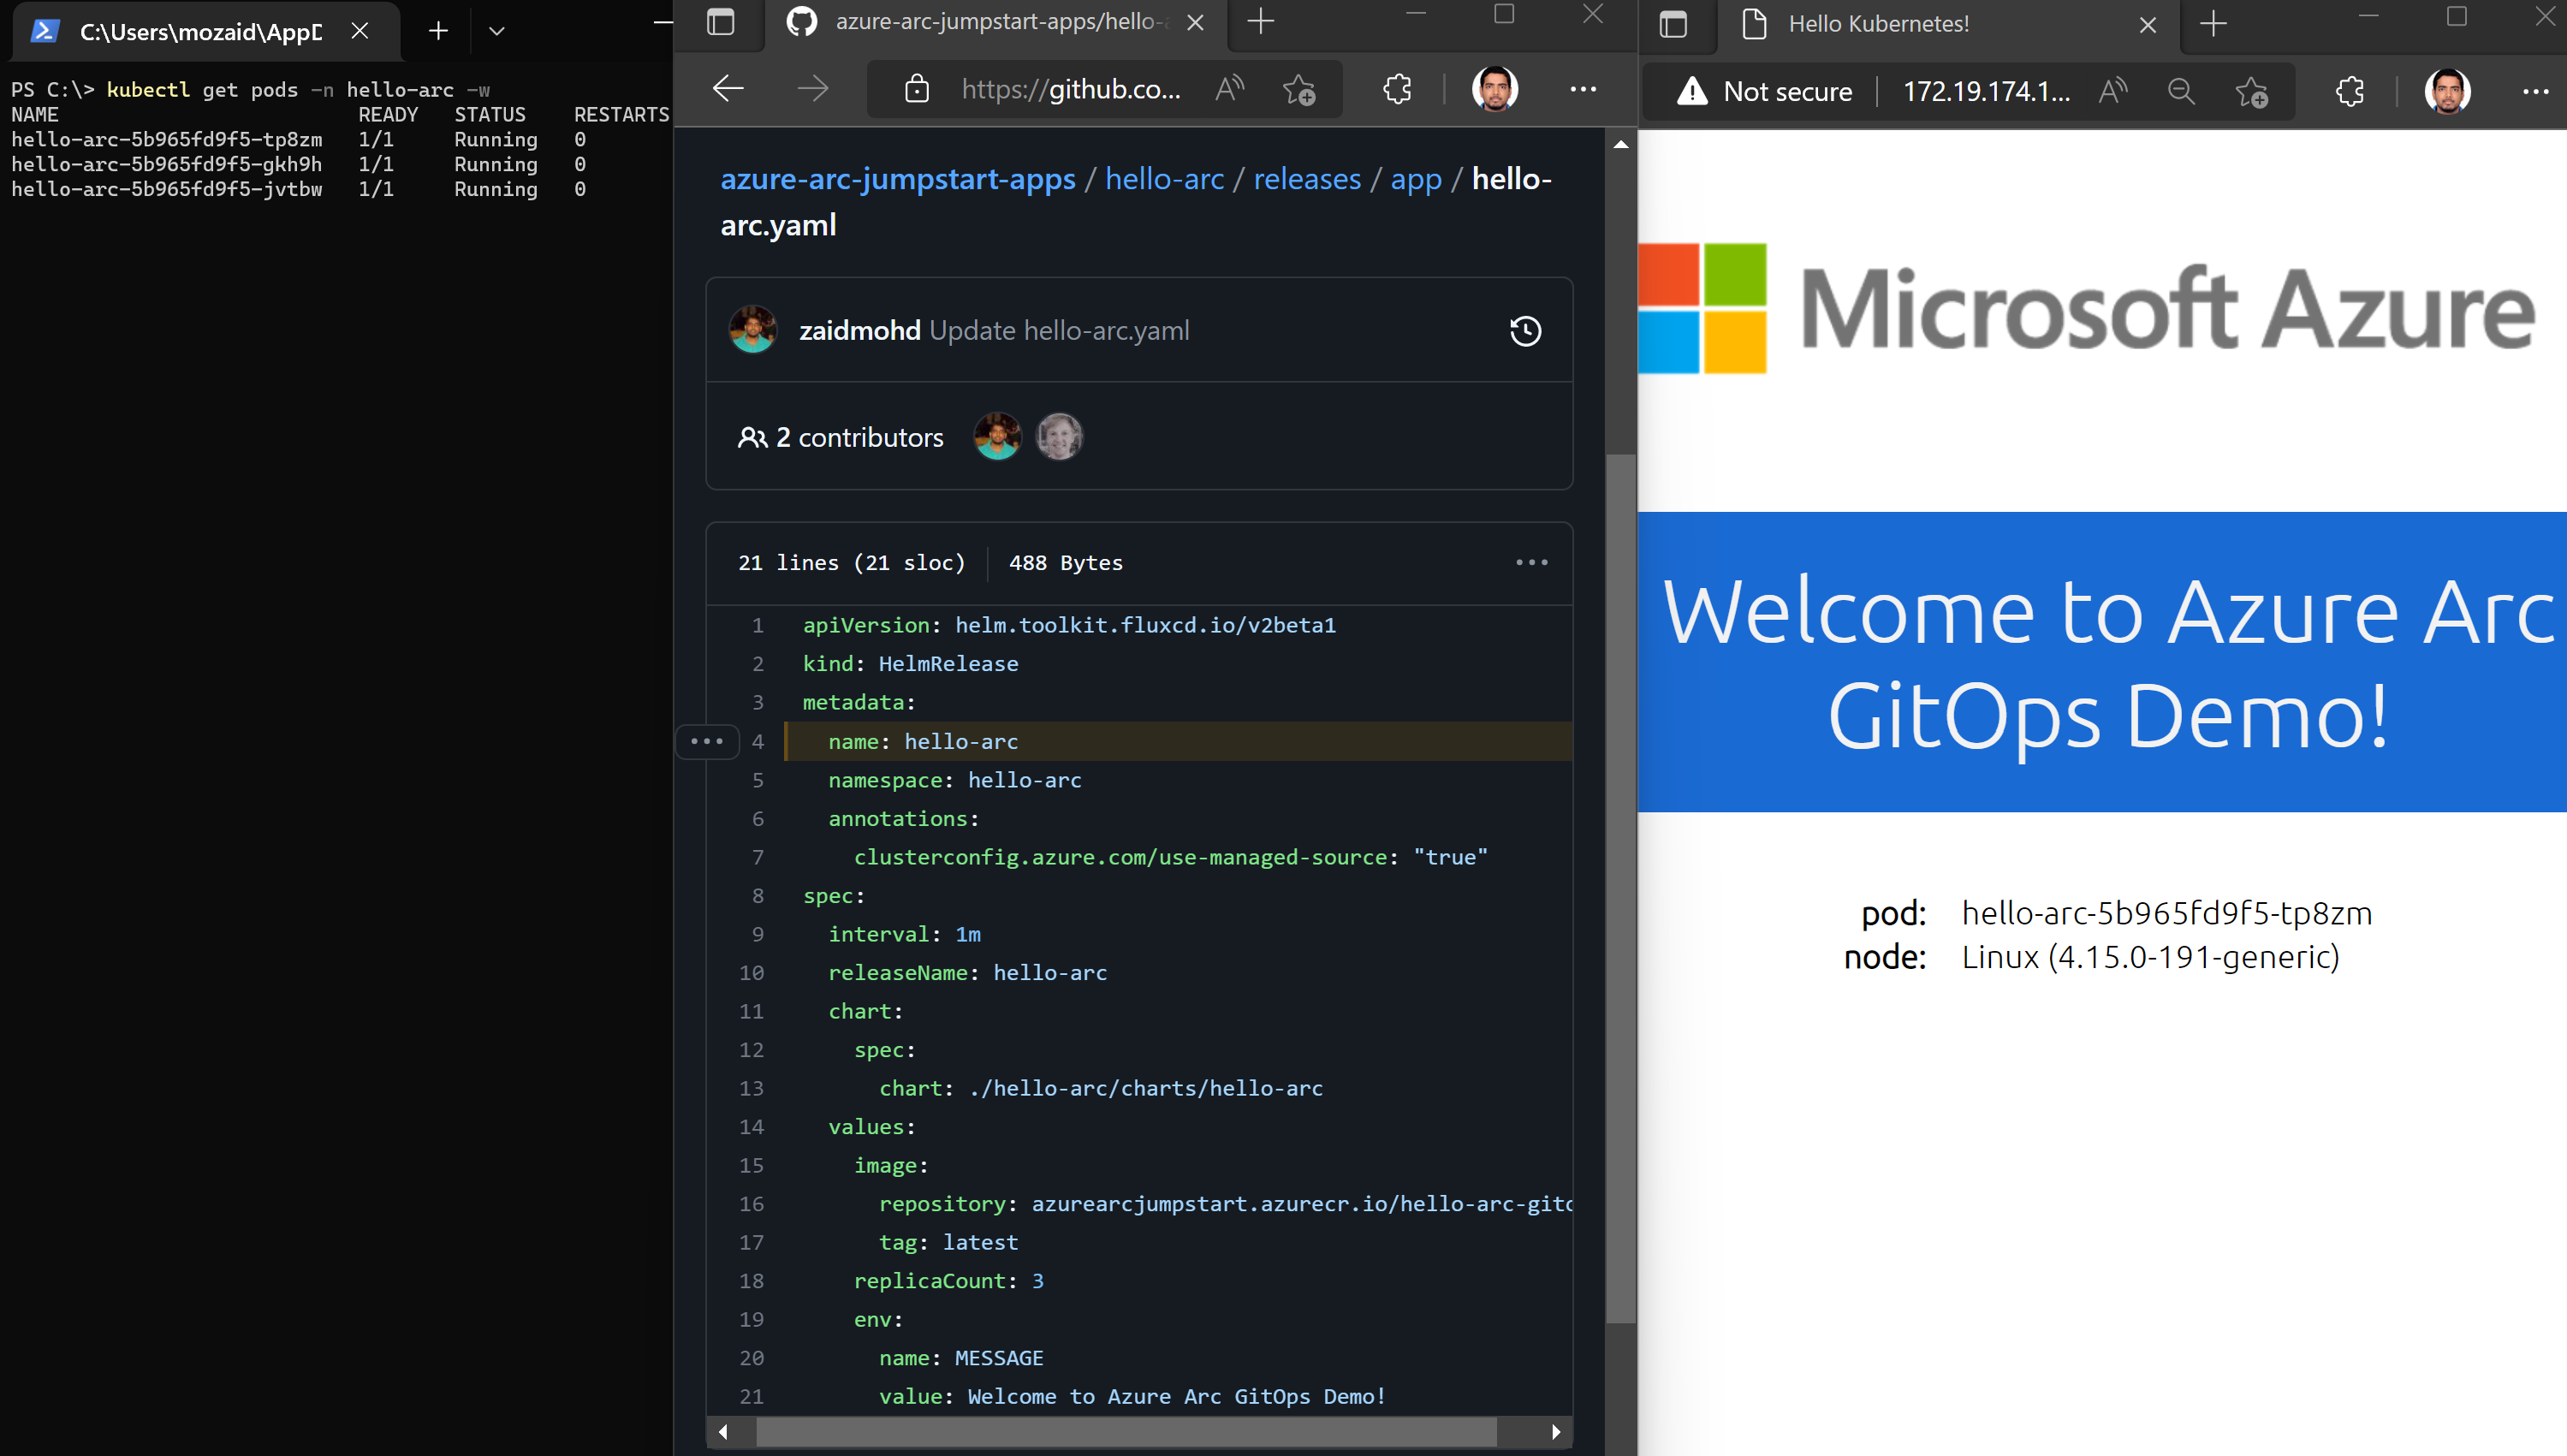 C:\Users\mozaid\AppD
PS C:\> kubectl get pods -n hello-arc -w
NAME READY STATUS RESTARTS
hello-arc-5b965fd9f5-tp8zm 1/1 Running 0
hello-arc-5b965fd9f5-gkh9h 1/1 Running 0
hello-arc-5b965fd9f5-jvtbw 1/1 Running 0
azure-arc-jumpstart-apps/hello-a
https://github.co...
azure-arc-jumpstart-apps / hello-arc / releases / app / hello-
arc.yaml
zaidmohd Update hello-arc.yaml
2 contributors
21 lines (21 sloc) 488 Bytes
1 apiVersion: helm.toolkit.fluxcd.io/v2beta1
2 kind: HelmRelease
3 metadata:
4 name: hello-arc
5 namespace: hello-arc
6 annotations:
7 clusterconfig.azure.com/use-managed-source: "true"
8 spec:
9 interval: 1m
10 releaseName: hello-arc
11 chart:
12 spec:
13 chart: ./hello-arc/charts/hello-arc
14 values:
15 image:
16 repository: azurearcjumpstart.azurecr.io/hello-arc-gito
17 tag: latest
18 replicaCount: 3
19 env:
20 name: MESSAGE
21 value: Welcome to Azure Arc GitOps Demo!
Hello Kubernetes!
Not secure 172.19.174.1...
Microsoft Azure
Welcome to Azure Arc
GitOps Demo!
pod: hello-arc-5b965fd9f5-tp8zm
node: Linux (4.15.0-191-generic)